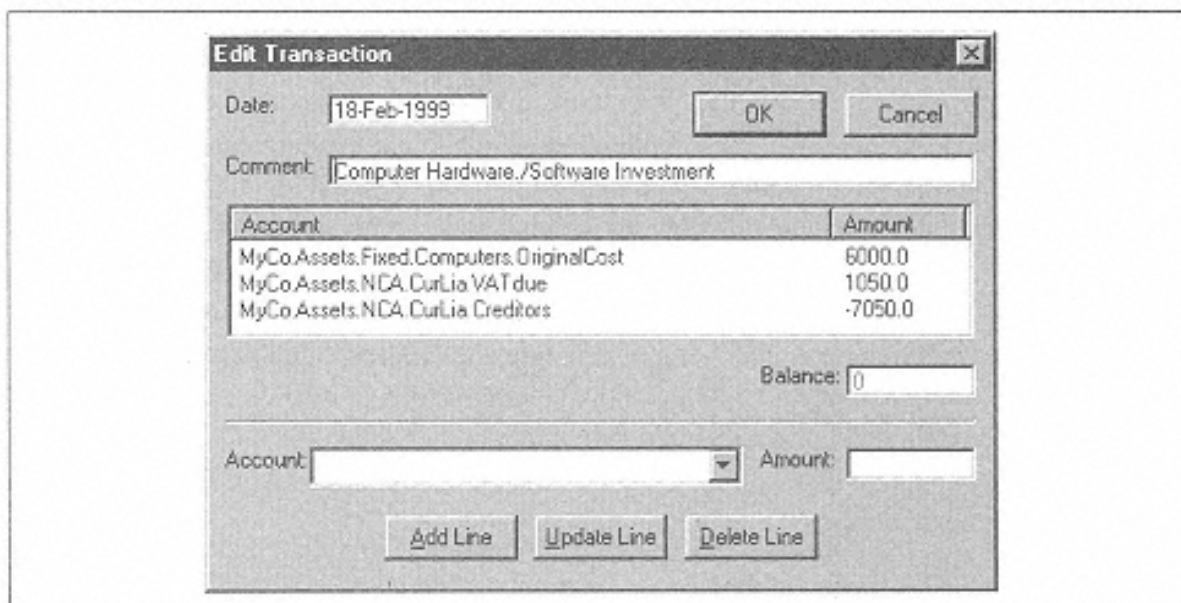 Edit Transaction
Date: 18-Feb-1999 OK Cancel
Comment: Computer Hardware./Software Investment
Account Amount
MyCo.Assets.Fixed.Computers.OriginalCost 6000.0
MyCo.Assets.NCA.CurLia.VATdue 1050.0
MyCo.Assets.NCA.CurLia.Creditors -7050.0
Balance: 0
Account: Amount:
Add Line Update Line Delete Line